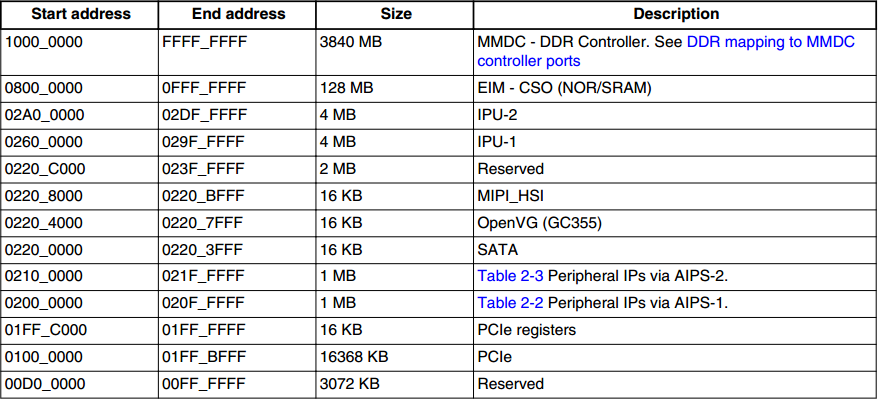 Start address End address Size Description
1000_0000 FFFF_FFFF 3840 MB MMDC - DDR Controller. See DDR mapping to MMDC
controller ports
0800_0000 0FFF_FFFF 128 MB EIM - CSO (NOR/SRAM)
02A0_0000 02DF_FFFF 4 MB IPU-2
0260_0000 029F_FFFF 4 MB IPU-1
0220_C000 023F_FFFF 2 MB Reserved
0220_8000 0220_BFFF 16 KB MIPI_HSI
0220_4000 0220_7FFF 16 KB OpenVG (GC355)
0220_0000 0220_3FFF 16 KB SATA
0210_0000 021F_FFFF 1 MB Table 2-3 Peripheral IPs via AIPS-2.
0200_0000 020F_FFFF 1 MB Table 2-2 Peripheral IPs via AIPS-1.
01FF_C000 01FF_FFFF 16 KB PCIe registers
0100_0000 01FF_BFFF 16368 KB PCIe
00D0_0000 00FF_FFFF 3072 KB Reserved